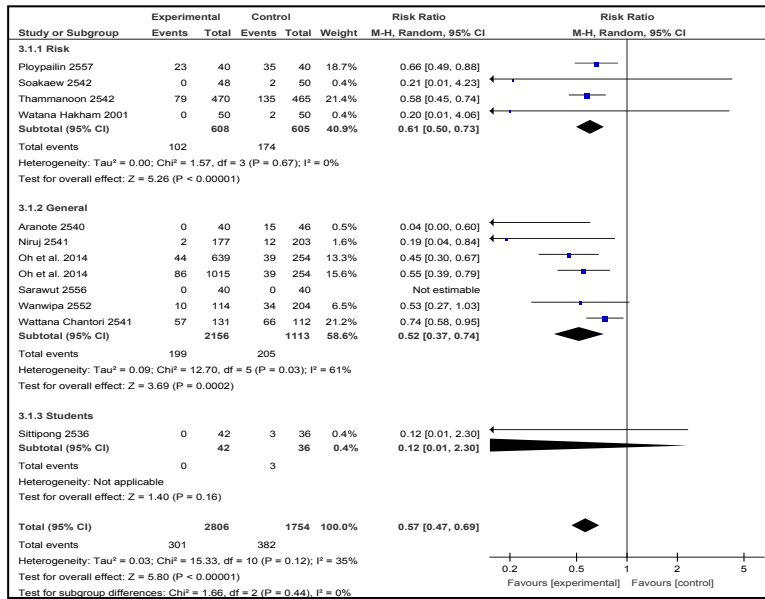 Experimental Control Risk Ratio Risk Ratio
Study or Subgroup Events Total Events Total Weight M-H, Random, 95% CI M-H, Random, 95% CI
3.1.1 Risk
Ploypailin 2557 23 40 35 40 18.7% 0.66 [0.49, 0.88]
Soakaew 2542 0 48 2 50 0.4% 0.21 [0.01, 4.23]
Thammanoon 2542 79 470 135 465 21.4% 0.58 [0.45, 0.74]
Watana Hakham 2001 0 50 2 50 0.4% 0.20 [0.01, 4.06]
Subtotal (95% CI) 608 605 40.9% 0.61 [0.50, 0.73]
Total events 102 174
Heterogeneity: Tau² = 0.00; Chi² = 1.57, df = 3 (P = 0.67); I² = 0%
Test for overall effect: Z = 5.26 (P < 0.00001)
3.1.2 General
Aranote 2540 0 40 15 46 0.5% 0.04 [0.00, 0.60]
Niruj 2541 2 177 12 203 1.6% 0.19 [0.04, 0.84]
Oh et al. 2014 44 639 39 254 13.3% 0.45 [0.30, 0.67]
Oh et al. 2014 86 1015 39 254 15.6% 0.55 [0.39, 0.79]
Sarawut 2556 0 40 0 40 Not estimable
Wanwipa 2552 10 114 34 204 6.5% 0.53 [0.27, 1.03]
Wattana Chantori 2541 57 131 66 112 21.2% 0.74 [0.58, 0.95]
Subtotal (95% CI) 2156 1113 58.6% 0.52 [0.37, 0.74]
Total events 199 205
Heterogeneity: Tau² = 0.09; Chi² = 12.70, df = 5 (P = 0.03); I² = 61%
Test for overall effect: Z = 3.69 (P = 0.0002)
3.1.3 Students
Sittipong 2536 0 42 3 36 0.4% 0.12 [0.01, 2.30]
Subtotal (95% CI) 42 36 0.4% 0.12 [0.01, 2.30]
Total events 0 3
Heterogeneity: Not applicable
Test for overall effect: Z = 1.40 (P = 0.16)
Total (95% CI) 2806 1754 100.0% 0.57 [0.47, 0.69]
Total events 301 382
Heterogeneity: Tau² = 0.03; Chi² = 15.33, df = 10 (P = 0.12); I² = 35%
Test for overall effect: Z = 5.80 (P < 0.00001)
Test for subgroup differences: Chi² = 1.66, df = 2 (P = 0.44), I² = 0%
0.2 0.5 1 2 5
Favours [experimental] Favours [control]